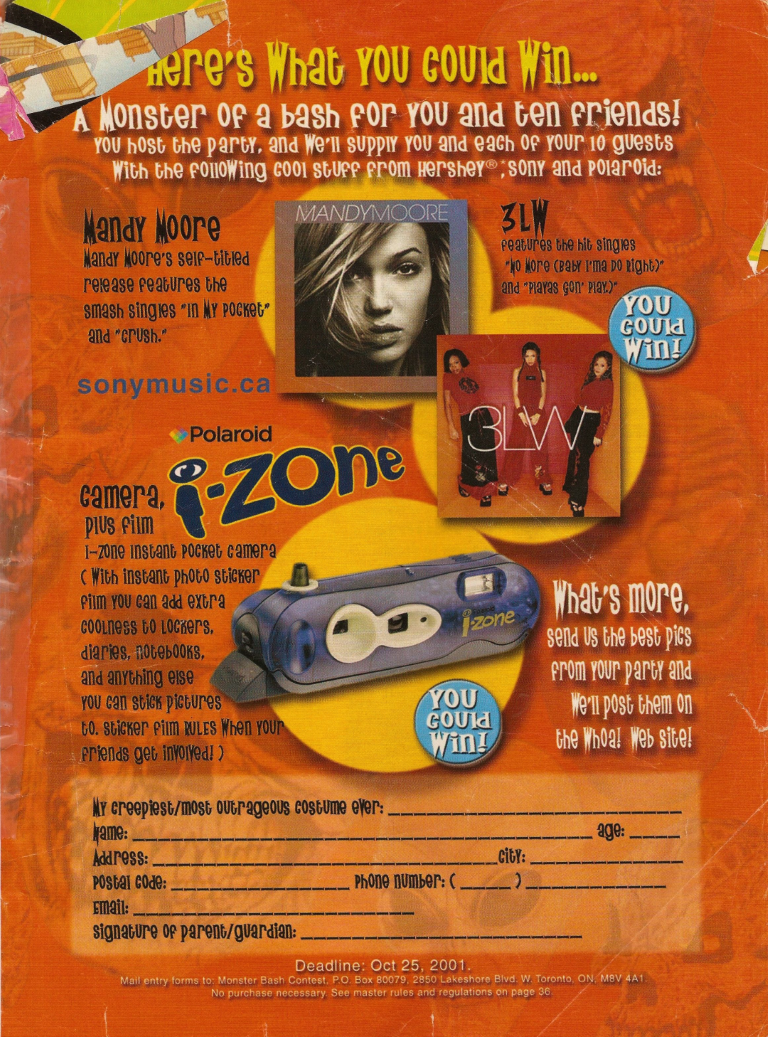 Here's What You Could Win...
A Monster of a bash for you and ten friends!
You host the party, and We'll supply you and each of your 10 guests
With the following cool stuff from Hershey®*, Sony and Polaroid:
Mandy Moore
Mandy Moore's self-titled
release features the
smash singles "In My Pocket"
and "Crush."
sonymusic.ca
MANDYMOORE
3LW
features the hit singles
"No More (Baby I'ma Do Right)"
and "Playas Gon' Play.)"
YOU
COULD
Win!
3LW
Polaroid
i-zone
camera,
plus film
I-Zone Instant Pocket Camera
( With instant photo sticker
film you can add extra
coolness to lockers,
diaries, notebooks,
and anything else
you can stick pictures
to. Sticker film RULES When your
friends get involved! )
i-zone
YOU
COULD
Win!
What's more,
send us the best pics
from your party and
We'll post them on
the Whoa! Web site!
My creepiest/most outrageous costume ever:
Name: age:
Address: City:
Postal Code: Phone number: ( )
Email:
Signature of parent/guardian:
Deadline: Oct 25, 2001.
Mail entry forms to: Monster Bash Contest, P.O. Box 80079, 2850 Lakeshore Blvd. W. Toronto, ON, M8V 4A1.
No purchase necessary. See master rules and regulations on page 36.